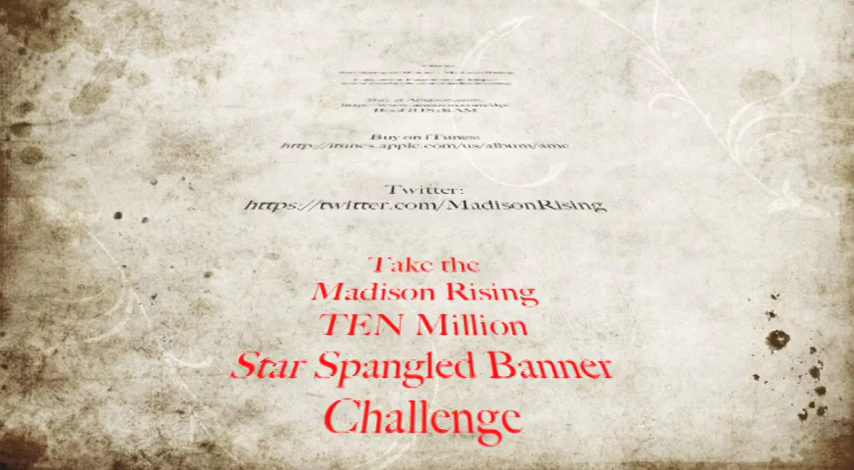 Buy on iTunes:
http://itunes.apple.com/us/album/ame
Twitter:
https://twitter.com/MadisonRising
Take the
Madison Rising
TEN Million
Star Spangled Banner
Challenge